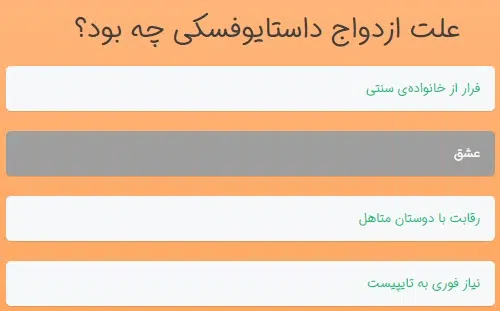 علت ازدواج داستایوفسکی چه بود؟
فرار از خانواده‌ی سنتی
عشق
رقابت با دوستان متاهل
نیاز فوری به تایپیست